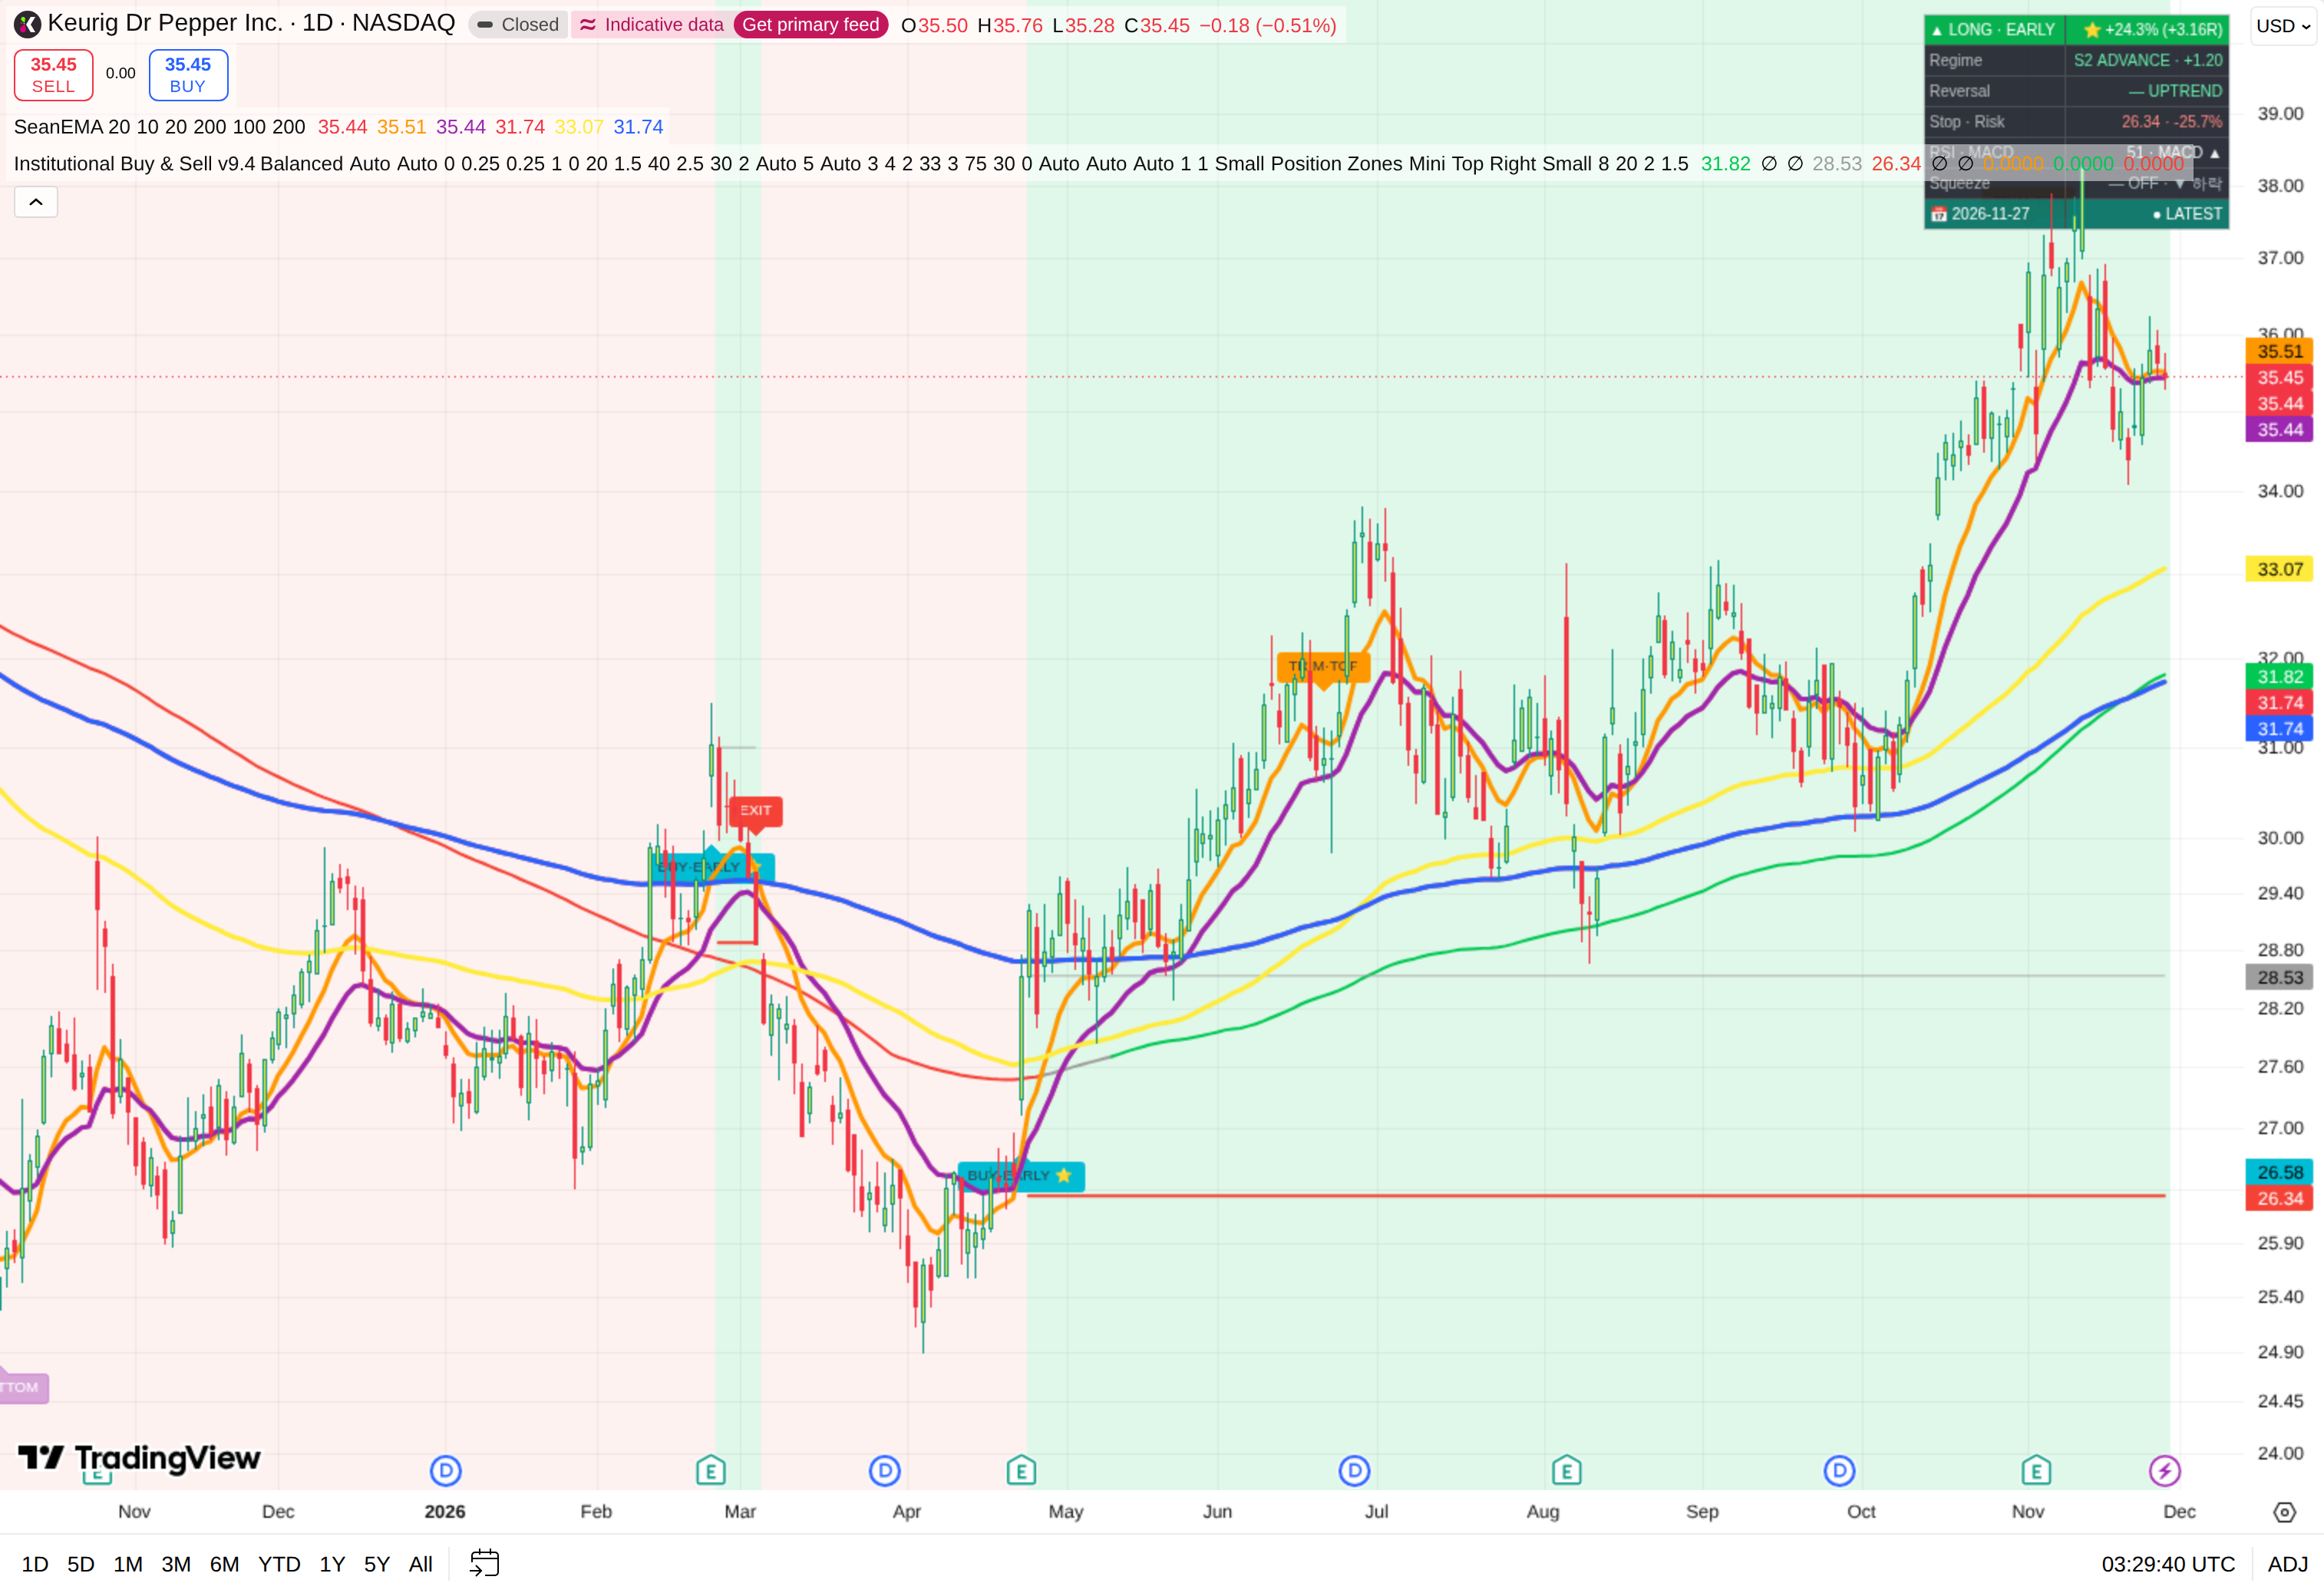 Keurig Dr Pepper Inc. · 1D · NASDAQ Closed Indicative data Get primary feed O35.50 H35.76 L35.28 C35.45 −0.18 (−0.51%)
USD
35.45 SELL
0.00
35.45 BUY
SeanEMA 20 10 20 200 100 200 35.44 35.51 35.44 31.74 33.07 31.74
Institutional Buy & Sell v9.4 Balanced Auto Auto 0 0.25 0.25 1 0 20 1.5 40 2.5 30 2 Auto 5 Auto 3 4 2 33 3 75 30 0 Auto Auto Auto 1 1 Small Position Zones Mini Top Right Small 8 20 2 1.5 31.82 ∅ ∅ 28.53 26.34 ∅ ∅ 0.0000 0.0000 0.0000
▲ LONG · EARLY ⭐ +24.3% (+3.16R)
Regime S2 ADVANCE · +1.20
Reversal — UPTREND
Stop · Risk 26.34 · -25.7%
RSI · MACD 51 · MACD ▲
Squeeze — OFF · ▼ 하락
📅 2026-11-27 ● LATEST
39.00
38.00
37.00
36.00
35.51
35.45
35.44
35.44
34.00
33.07
32.00
31.82
31.74
31.74
31.00
30.00
29.40
28.80
28.53
28.20
27.60
27.00
26.58
26.34
25.90
25.40
24.90
24.45
24.00
TRIM·TOP
EXIT
BUY·EARLY ⭐
BUY·EARLY ⭐
TTOM
TradingView
E D E D E D E D E
Nov Dec 2026 Feb Mar Apr May Jun Jul Aug Sep Oct Nov Dec
1D 5D 1M 3M 6M YTD 1Y 5Y All
03:29:40 UTC ADJ